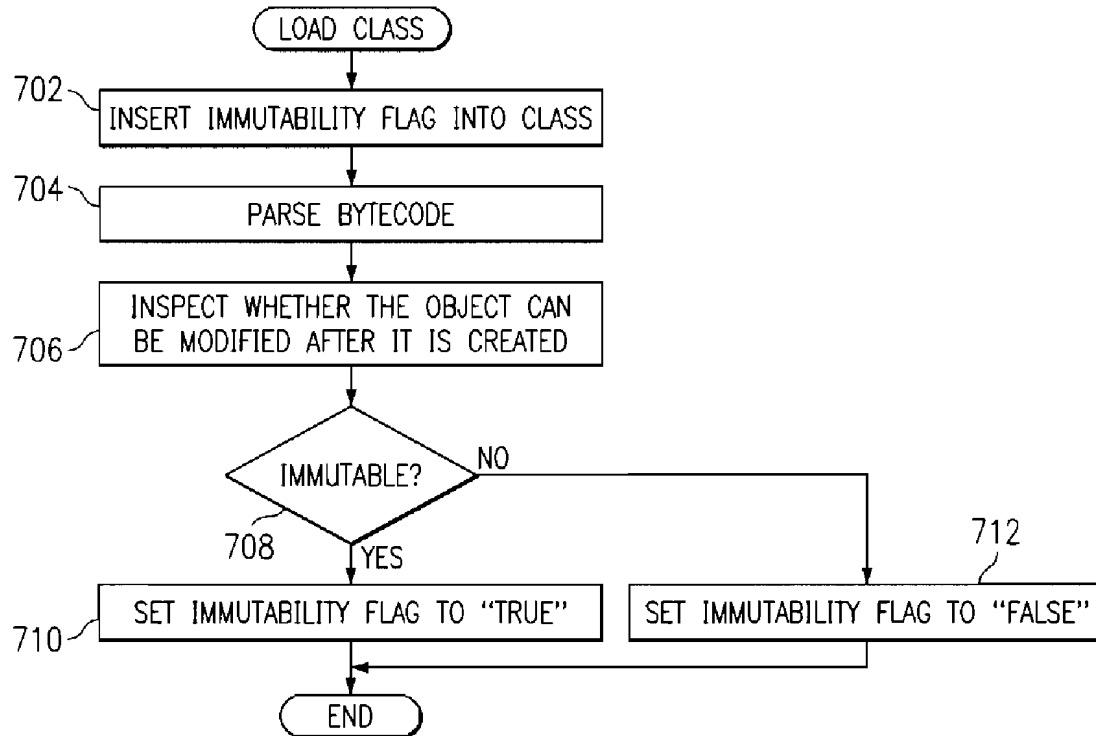 LOAD CLASS
702
INSERT IMMUTABILITY FLAG INTO CLASS
704
PARSE BYTECODE
INSPECT WHETHER THE OBJECT CAN
BE MODIFIED AFTER IT IS CREATED
706
IMMUTABLE?
NO
708
YES
712
SET IMMUTABILITY FLAG TO “TRUE”
SET IMMUTABILITY FLAG TO “FALSE”
710
END